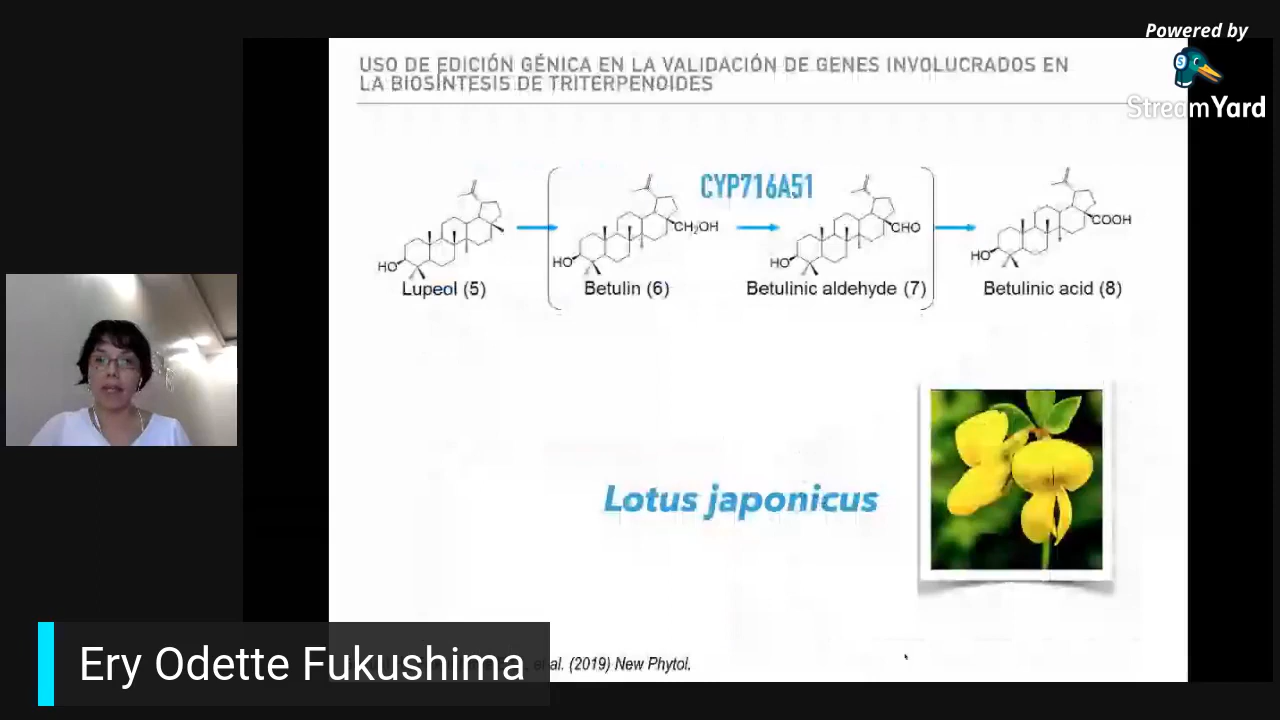 Powered by
StreamYard
USO DE EDICIÓN GÉNICA EN LA VALIDACIÓN DE GENES INVOLUCRADOS EN
LA BIOSÍNTESIS DE TRITERPENOIDES
CYP716A51
HO
CH₂OH
HO
CHO
HO
COOH
HO
Lupeol (5)
Betulin (6)
Betulinic aldehyde (7)
Betulinic acid (8)
Lotus japonicus
Ery Odette Fukushima
et al. (2019) New Phytol.